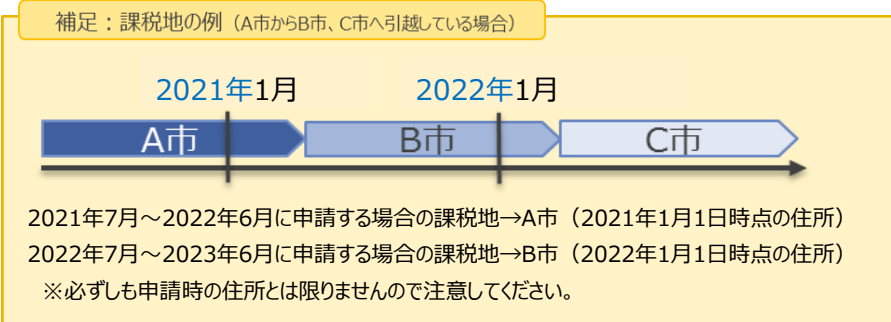 補足：課税地の例（A市からB市、C市へ引越している場合）
2021年1月 2022年1月
A市 B市 C市
2021年7月～2022年6月に申請する場合の課税地→A市（2021年1月1日時点の住所）
2022年7月～2023年6月に申請する場合の課税地→B市（2022年1月1日時点の住所）
※必ずしも申請時の住所とは限りませんので注意してください。